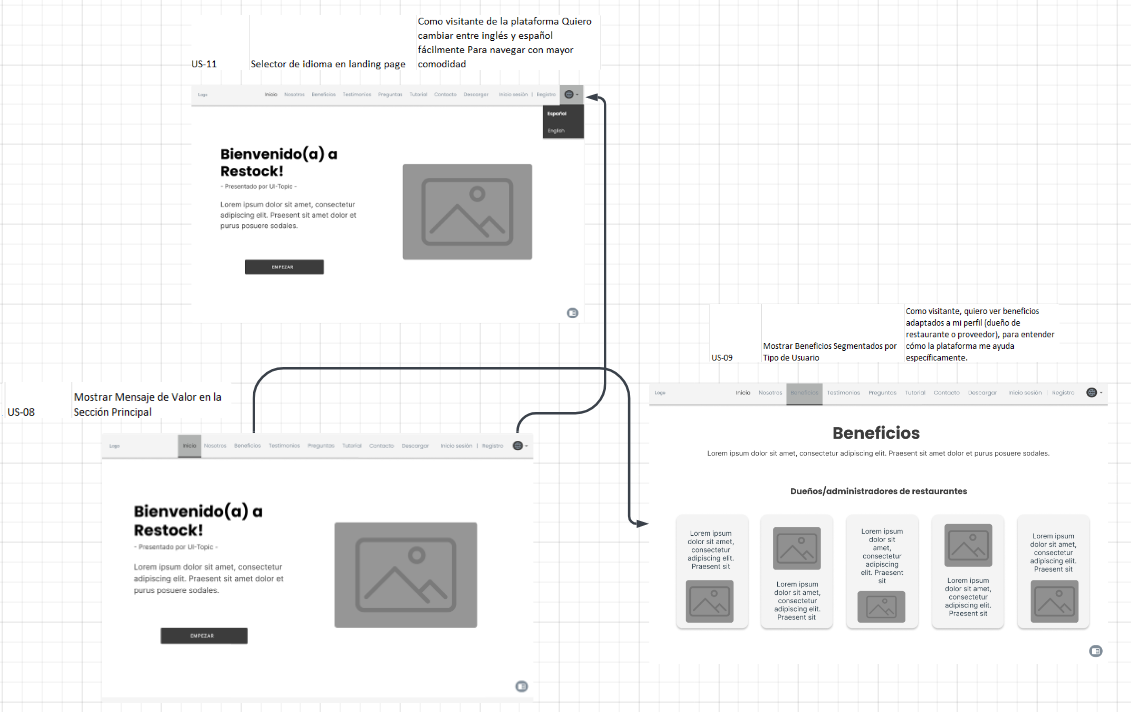 Como visitante de la plataforma Quiero
cambiar entre inglés y español
fácilmente Para navegar con mayor
comodidad
US-11 Selector de idioma en landing page
Logo Inicio Nosotros Beneficios Testimonios Preguntas Tutorial Contacto Descargar Inicio sesión | Registro
Español
English
Bienvenido(a) a
Restock!
- Presentado por UI-Topic -
Lorem ipsum dolor sit amet, consectetur
adipiscing elit. Praesent sit amet dolor et
purus posuere sodales.
EMPEZAR
US-08
Mostrar Mensaje de Valor en la
Sección Principal
Logo Inicio Nosotros Beneficios Testimonios Preguntas Tutorial Contacto Descargar Inicio sesión | Registro
Bienvenido(a) a
Restock!
- Presentado por UI-Topic -
Lorem ipsum dolor sit amet, consectetur
adipiscing elit. Praesent sit amet dolor et
purus posuere sodales.
EMPEZAR
US-09
Mostrar Beneficios Segmentados por
Tipo de Usuario
Como visitante, quiero ver beneficios
adaptados a mi perfil (dueño de
restaurante o proveedor), para entender
cómo la plataforma me ayuda
específicamente.
Logo Inicio Nosotros Beneficios Testimonios Preguntas Tutorial Contacto Descargar Inicio sesión | Registro
Beneficios
Lorem ipsum dolor sit amet, consectetur adipiscing elit. Praesent sit amet dolor et purus posuere sodales.
Dueños/administradores de restaurantes
Lorem ipsum
dolor sit amet,
consectetur
adipiscing elit.
Praesent sit
Lorem ipsum
dolor sit amet,
consectetur
adipiscing elit.
Praesent sit
Lorem ipsum
dolor sit
amet,
consectetur
adipiscing
elit. Praesent
sit
Lorem ipsum
dolor sit amet,
consectetur
adipiscing elit.
Praesent sit
Lorem ipsum
dolor sit amet,
consectetur
adipiscing elit.
Praesent sit